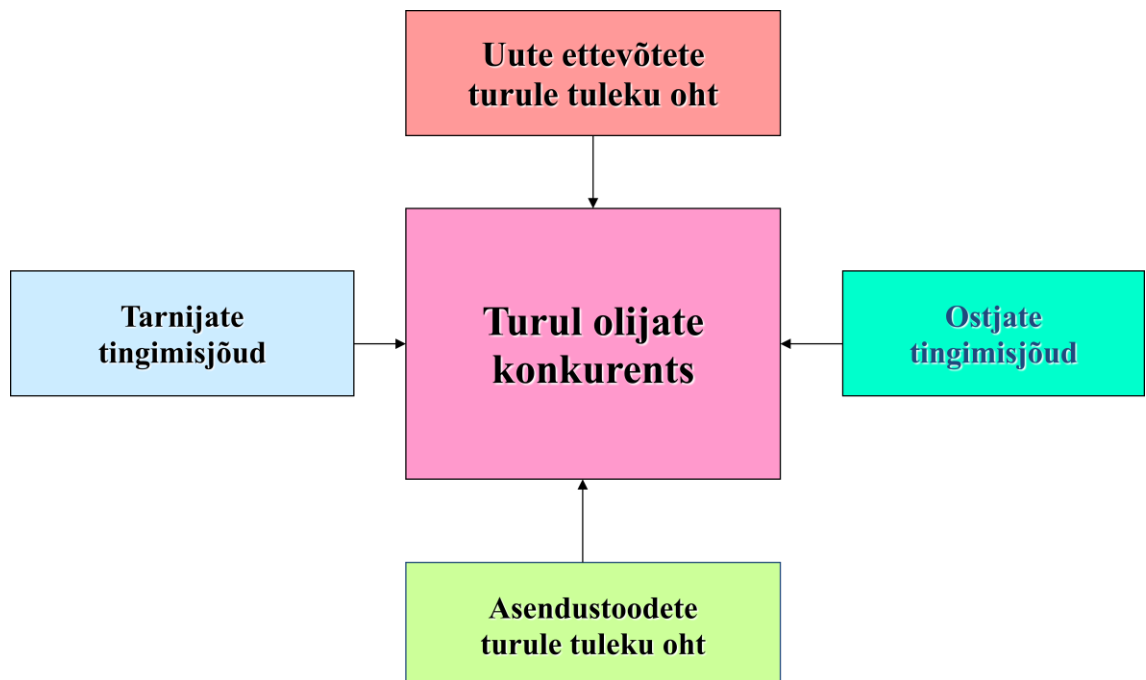 Uute ettevõtete
turule tuleku oht
Tarnijate
tingimisjõud
Turul olijate
konkurents
Ostjate
tingimisjõud
Asendustoodete
turule tuleku oht